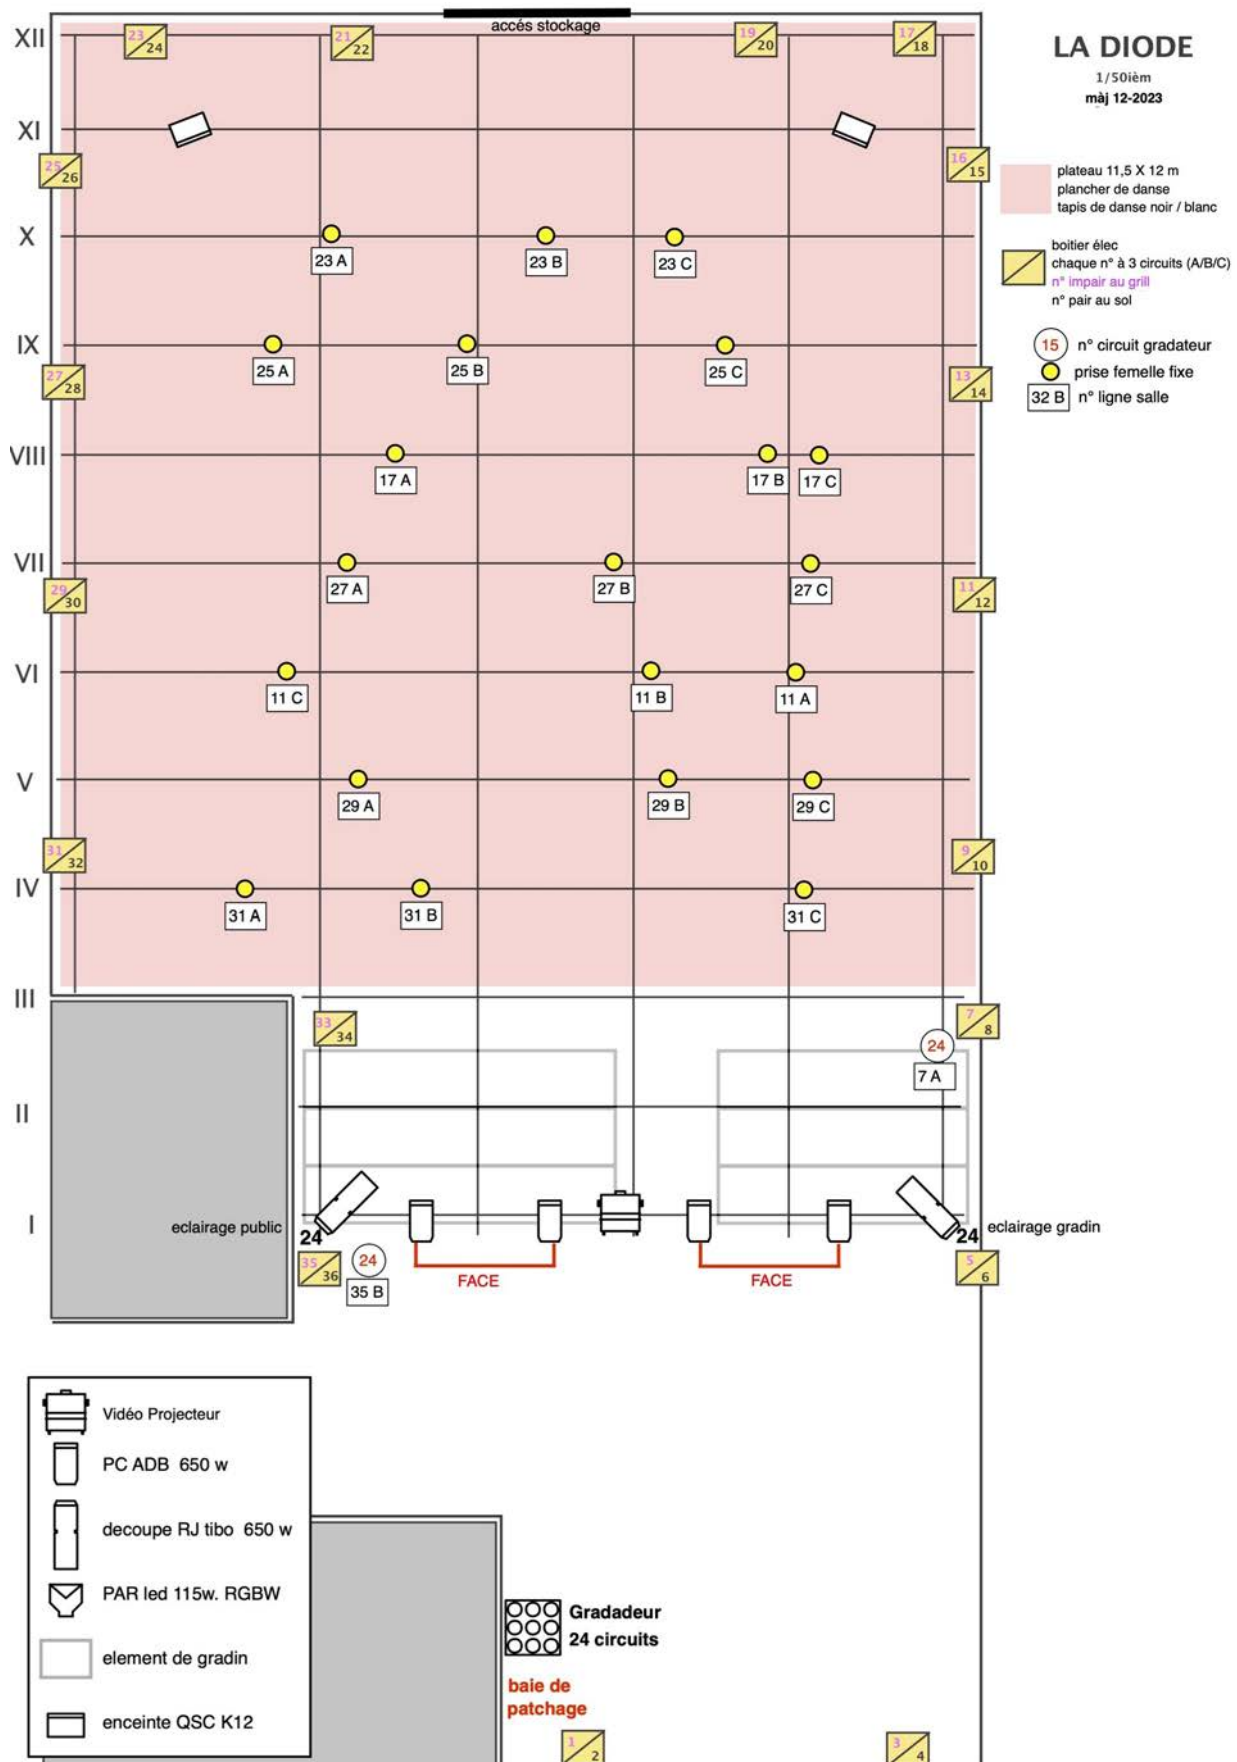 accés stockage
XII
23
24
21
22
19
20
17
18
LA DIODE
1/50ièm
màj 12-2023
XI
25
26
16
15
plateau 11,5 X 12 m
plancher de danse
tapis de danse noir / blanc
X
23 A
23 B
23 C
boitier élec
chaque n° à 3 circuits (A/B/C)
n° impair au grill
n° pair au sol
IX
25 A
25 B
25 C
15 n° circuit gradateur
prise femelle fixe
32 B n° ligne salle
27
28
13
14
VIII
17 A
17 B
17 C
VII
27 A
27 B
27 C
29
30
11
12
VI
11 C
11 B
11 A
V
29 A
29 B
29 C
31
32
9
10
IV
31 A
31 B
31 C
III
33
34
7
8
24
7 A
II
I
eclairage public
24
24
eclairage gradin
35
36
24
35 B
FACE
FACE
5
6
Vidéo Projecteur
PC ADB 650 w
decoupe RJ tibo 650 w
PAR led 115w. RGBW
element de gradin
enceinte QSC K12
Gradadeur
24 circuits
baie de
patchage
1
2
3
4